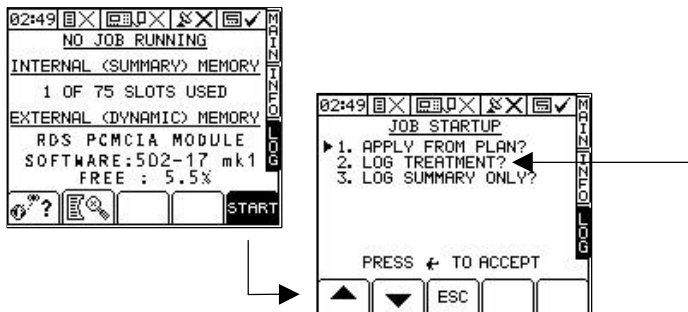 02:49
NO JOB RUNNING
INTERNAL (SUMMARY) MEMORY
1 OF 75 SLOTS USED
EXTERNAL (DYNAMIC) MEMORY
RDS PCMCIA MODULE
SOFTWARE:502-17 mk1
FREE : 5.5%
?
START
MAIN
INFO
LOG
02:49
JOB STARTUP
1. APPLY FROM PLAN?
2. LOG TREATMENT?
3. LOG SUMMARY ONLY?
PRESS TO ACCEPT
ESC
MAIN
INFO
LOG